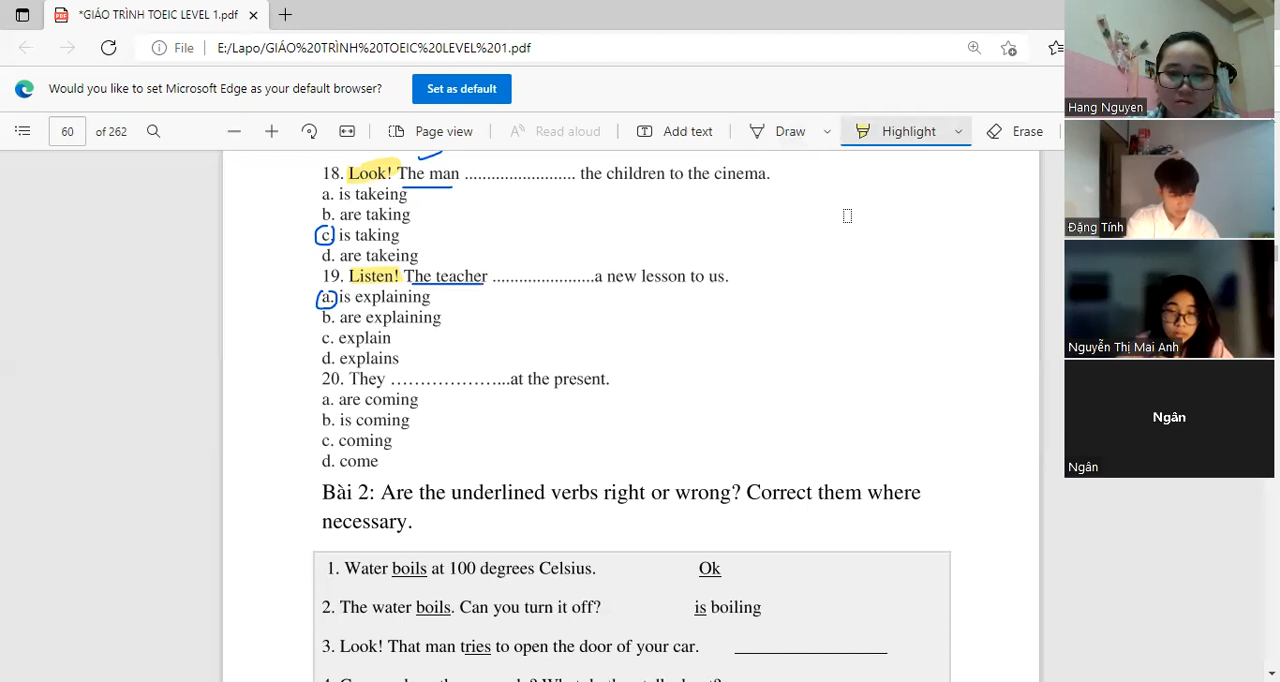 *GIÁO TRÌNH TOEIC LEVEL 1.pdf
File
E:/Lapo/GIÁO%20TRÌNH%20TOEIC%20LEVEL%201.pdf
Would you like to set Microsoft Edge as your default browser?
Set as default
60 of 262
Page view
Read aloud
Add text
Draw
Highlight
Erase
18. Look! The man ........................ the children to the cinema.
a. is takeing
b. are taking
c. is taking
d. are takeing
19. Listen! The teacher ......................a new lesson to us.
a. is explaining
b. are explaining
c. explain
d. explains
20. They …………………...at the present.
a. are coming
b. is coming
c. coming
d. come
Bài 2: Are the underlined verbs right or wrong? Correct them where
necessary.
1. Water boils at 100 degrees Celsius. Ok
2. The water boils. Can you turn it off? is boiling
3. Look! That man tries to open the door of your car. __________________
Hang Nguyen
Đặng Tính
Nguyễn Thị Mai Anh
Ngân
Ngân